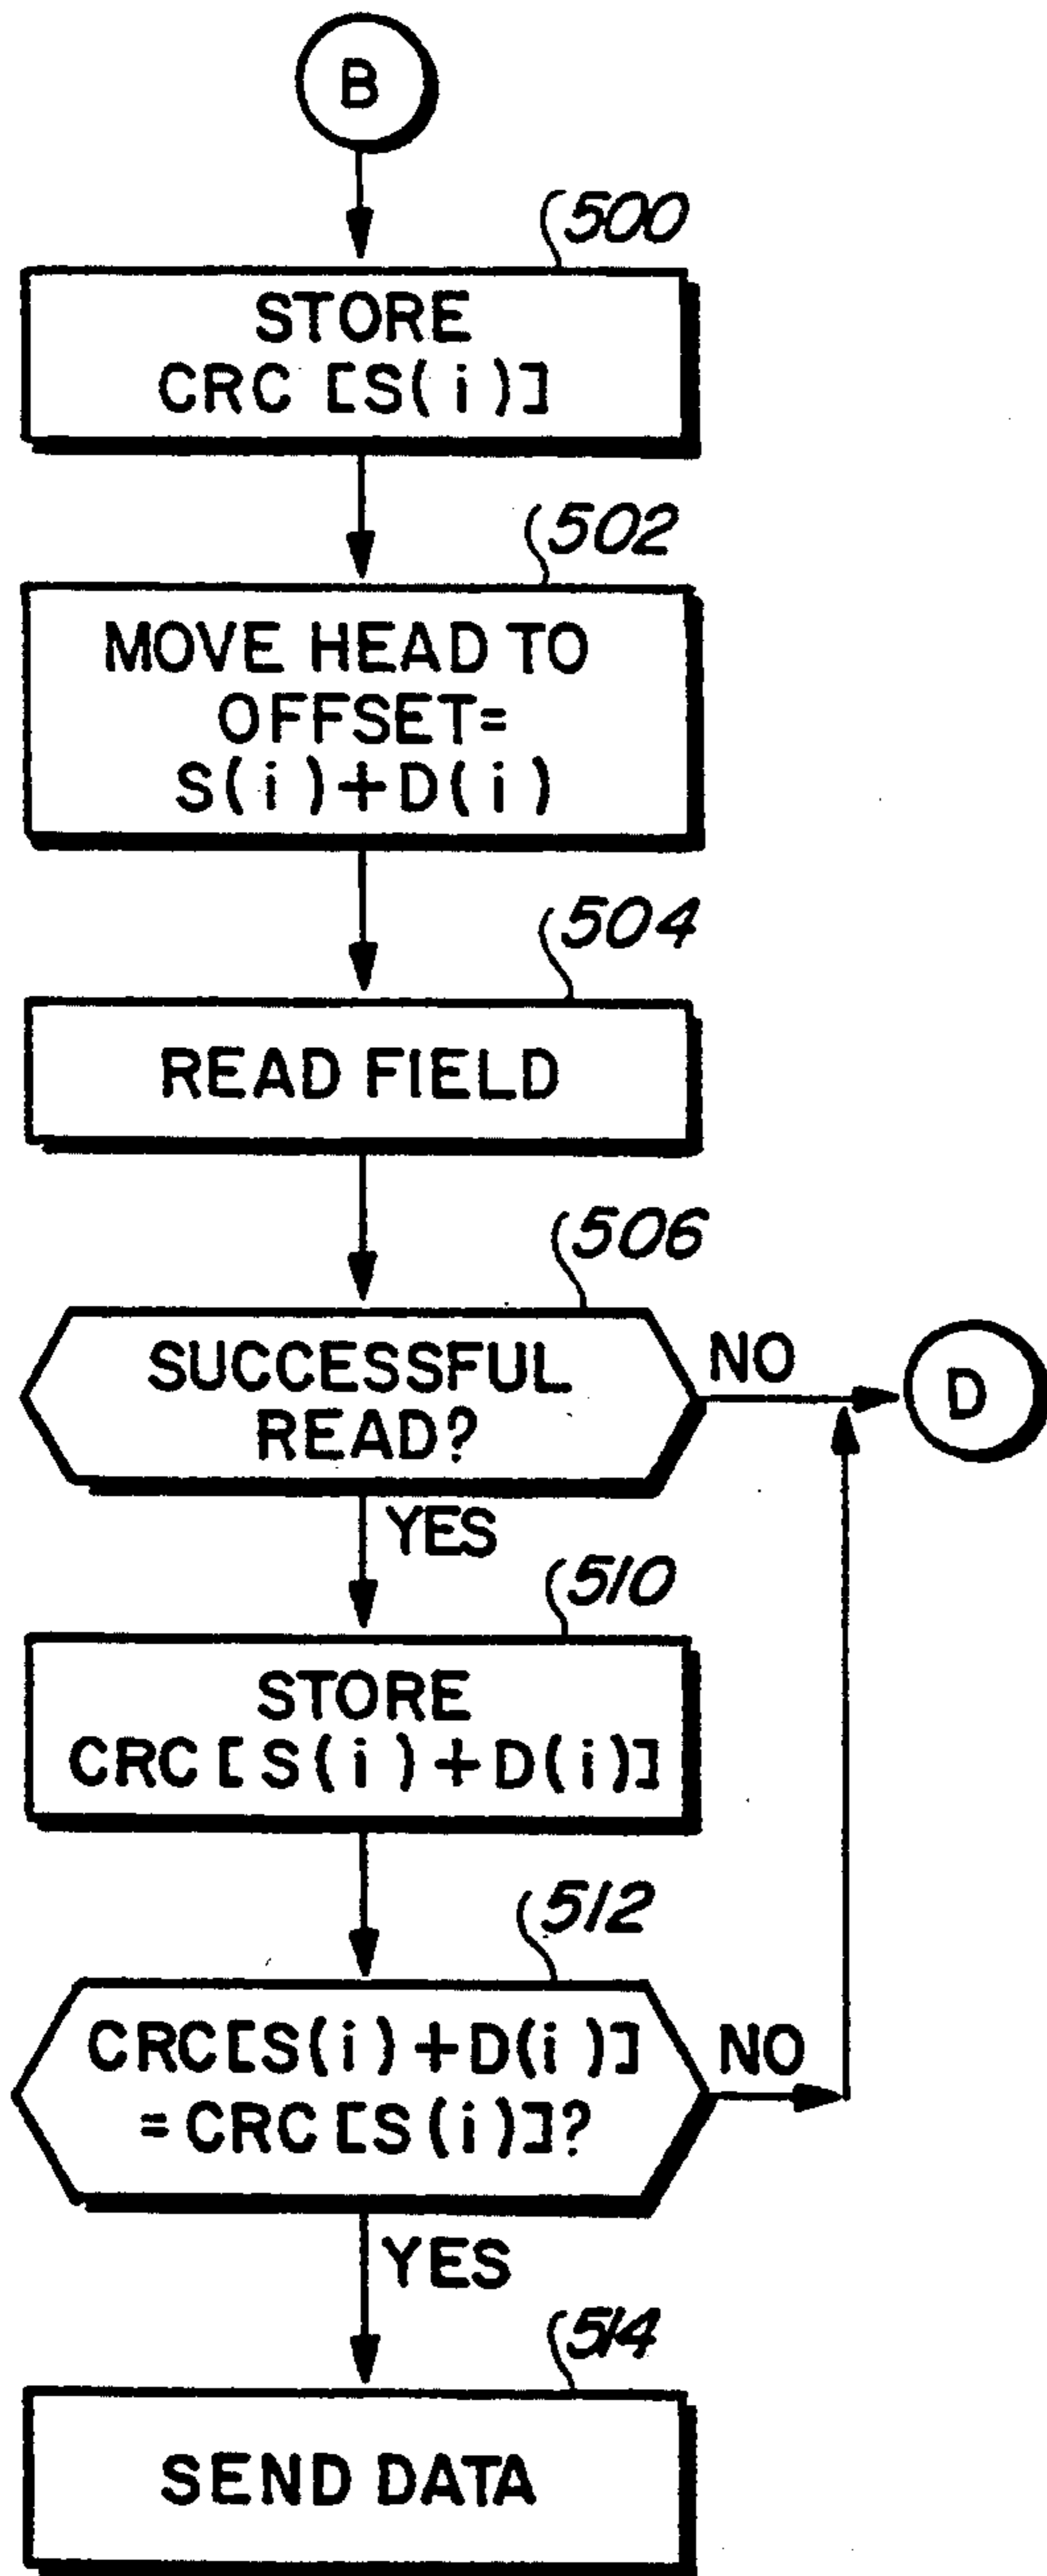 B
500
STORE
CRC [S(i)]
502
MOVE HEAD TO
OFFSET=
S(i)+D(i)
504
READ FIELD
506
SUCCESSFUL
READ?
NO
D
YES
510
STORE
CRC[S(i)+D(i)]
512
CRC[S(i)+D(i)]
=CRC[S(i)]?
NO
YES
514
SEND DATA